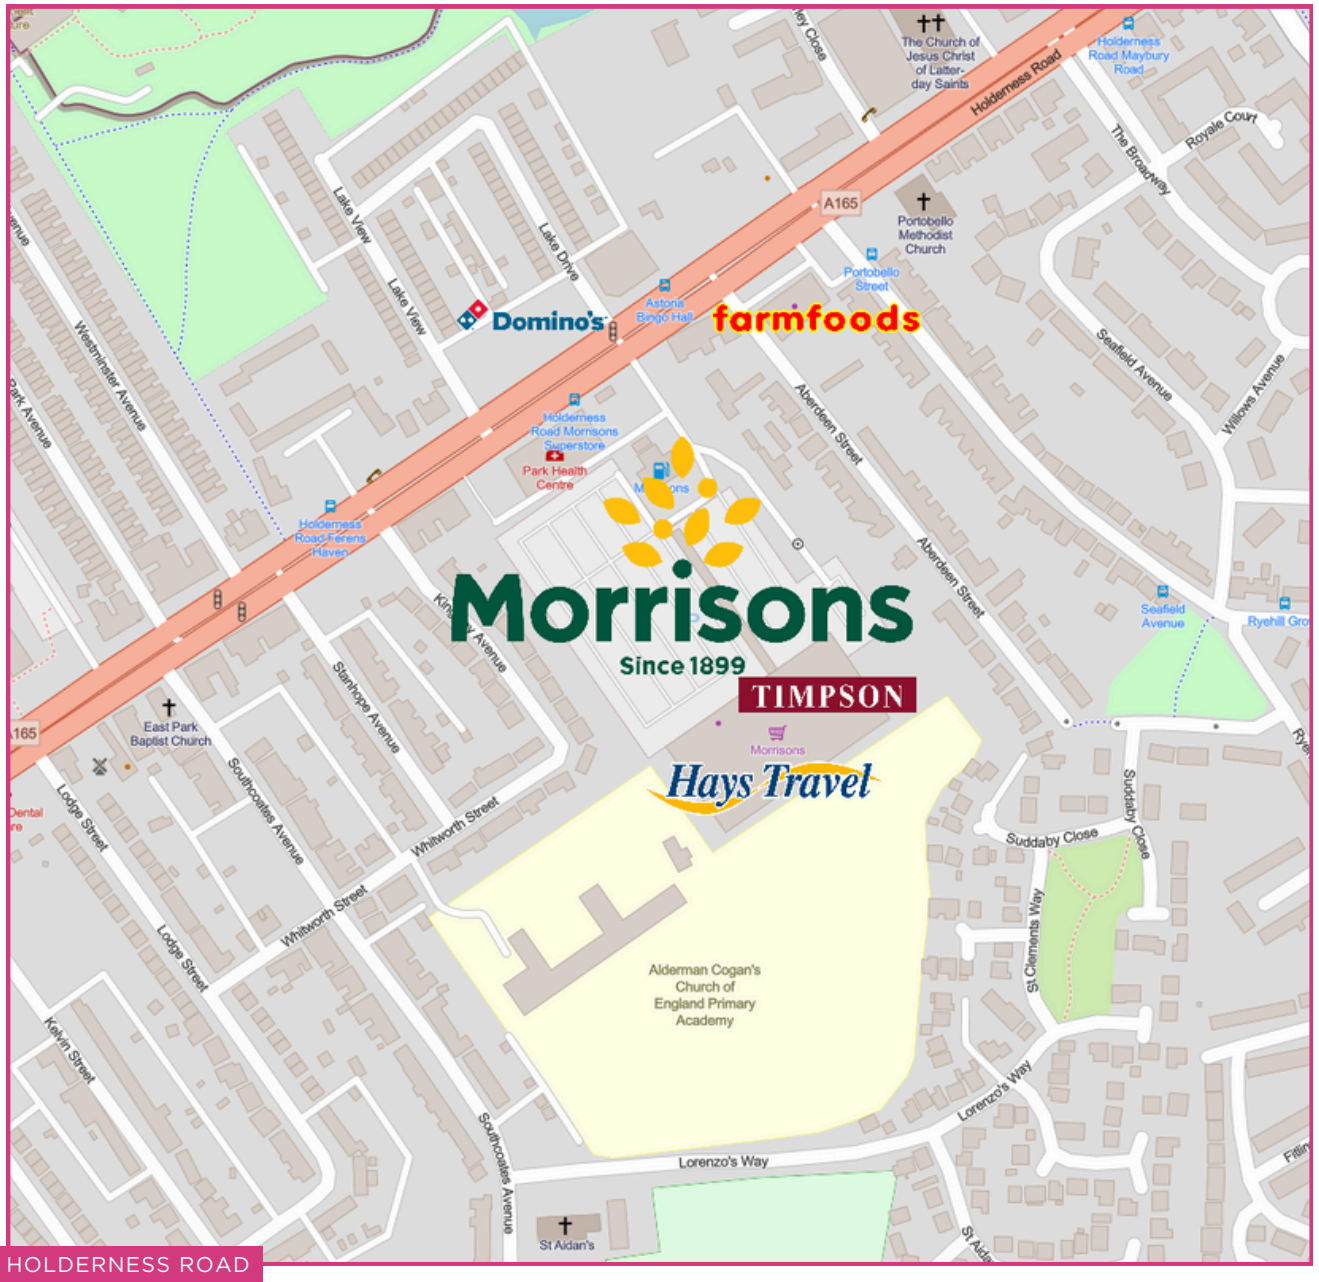 The Church of
Jesus Christ
of Latter-
day Saints
Holderness
Road Maybury
Road
Holderness Road
Royale Court
The Broadway
A165
Portobello
Methodist
Church
Portobello
Street
Lake View
Lake Drive
Lake View
Astoria
Bingo Hall
Domino's
farmfoods
Westminster Avenue
Park Avenue
Seafield Avenue
Willows Avenue
Aberdeen Street
Holderness
Road Morrisons
Superstore
Park Health
Centre
Holderness
Road Ferens
Haven
Aberdeen Street
Morrisons
Since 1899
TIMPSON
Morrisons
Hays Travel
Seafield
Avenue
Ryehill Gro
Stanhope Avenue
East Park
Baptist Church
A165
Southcoates Avenue
Lodge Street
Whitworth Street
Whitworth Street
Lodge Street
Suddaby Close
Suddaby Close
St Clements Way
Alderman Cogan's
Church of
England Primary
Academy
Kelvin Street
Lorenzo's Way
Lorenzo's Way
Southcoates Avenue
St Aidan's
HOLDERNESS ROAD